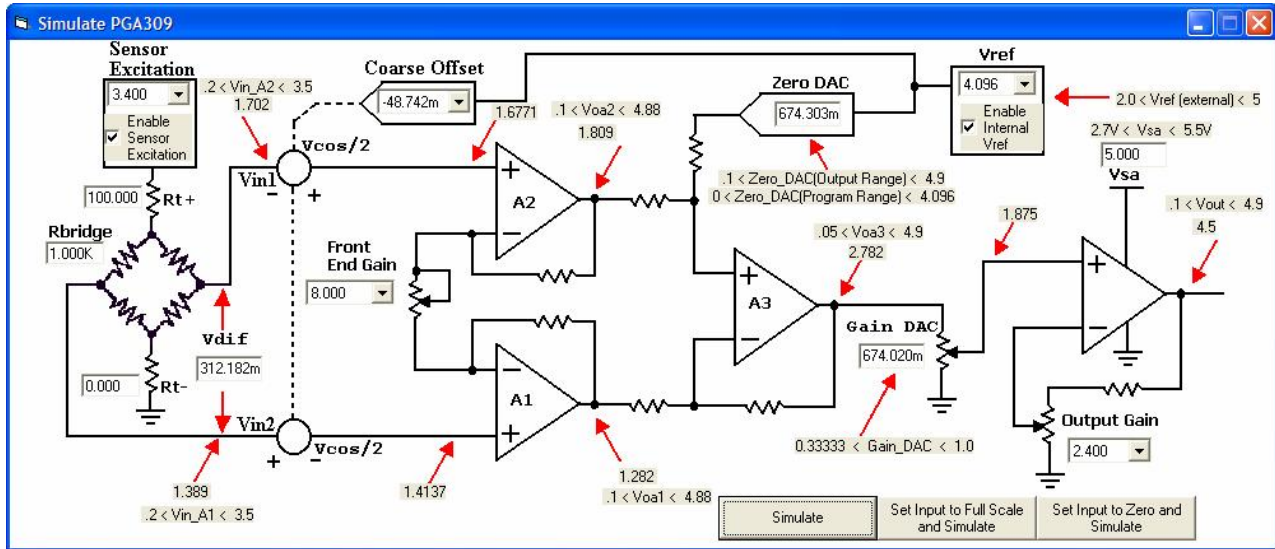 Simulate PGA309
Sensor
Excitation
3.400
Enable
Sensor
Excitation
.2 < Vin_A2 < 3.5
1.702
Coarse Offset
-48.742m
1.6771
.1 < Voa2 < 4.88
1.809
Zero DAC
674.303m
Vref
4.096
Enable
Internal
Vref
2.0 < Vref (external) < 5
2.7V < Vsa < 5.5V
5.000
Vsa
.1 < Zero_DAC(Output Range) < 4.9
0 < Zero_DAC(Program Range) < 4.096
Vcos/2
Vin1
-
+
100.000
Rt+
Rbridge
1.000K
Vdif
312.182m
0.000
Rt-
Front
End Gain
8.000
+
A2
-
-
A1
+
.05 < Voa3 < 4.9
2.782
+
A3
-
1.875
.1 < Vout < 4.9
4.5
+
-
Gain DAC
674.020m
0.33333 < Gain_DAC < 1.0
Output Gain
2.400
Vin2
+
-
Vcos/2
1.389
.2 < Vin_A1 < 3.5
1.4137
1.282
.1 < Voa1 < 4.88
Simulate
Set Input to Full Scale
and Simulate
Set Input to Zero and
Simulate